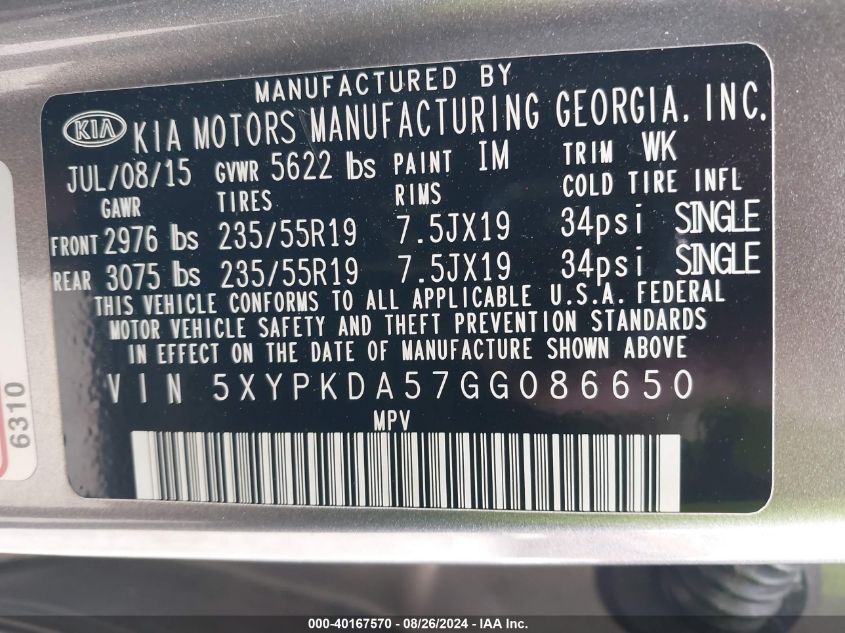 MANUFACTURED BY
KIA KIA MOTORS MANUFACTURING GEORGIA, INC.
JUL/08/15 GVWR 5622 lbs PAINT IM TRIM WK
GAWR TIRES RIMS COLD TIRE INFL
FRONT 2976 lbs 235/55R19 7.5JX19 34psi SINGLE
REAR 3075 lbs 235/55R19 7.5JX19 34psi SINGLE
THIS VEHICLE CONFORMS TO ALL APPLICABLE U.S.A. FEDERAL
MOTOR VEHICLE SAFETY AND THEFT PREVENTION STANDARDS
IN EFFECT ON THE DATE OF MANUFACTURE SHOWN ABOVE
VIN 5XYPKDA57GG086650
MPV
6310
000-40167570 - 08/26/2024 - IAA Inc.